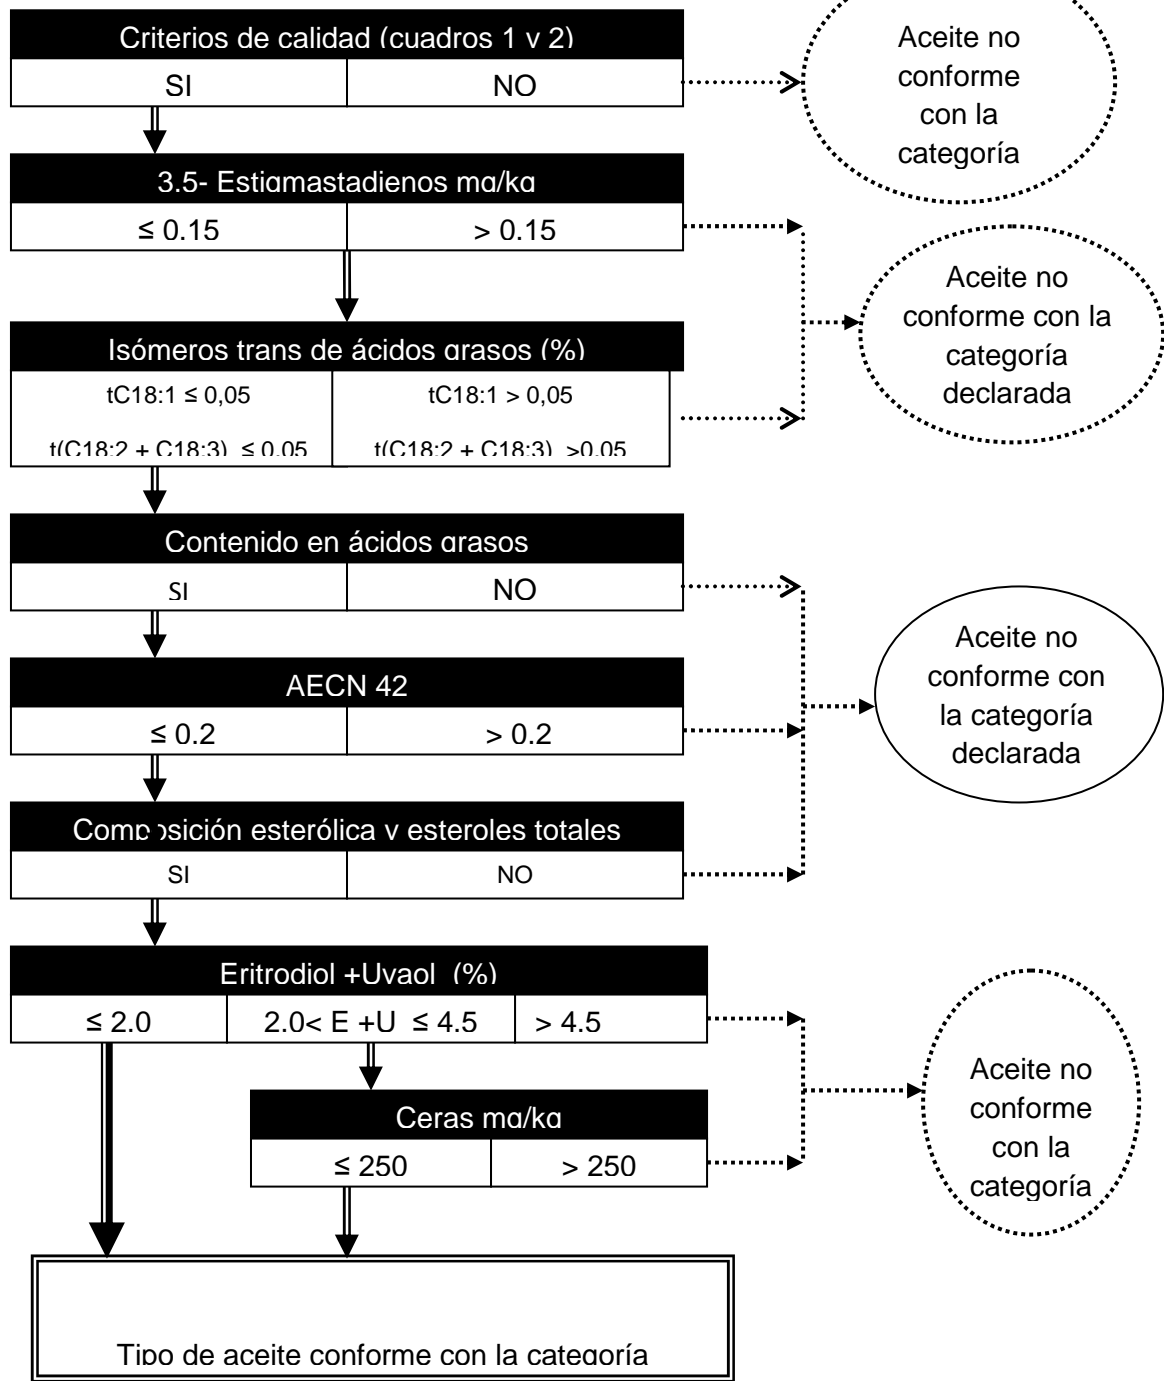 Criterios de calidad (cuadros 1 y 2)
SI NO
Aceite no
conforme
con la
categoría
3.5- Estigmastadienos mg/kg
≤ 0.15 > 0.15
Aceite no
conforme con la
categoría
declarada
Isómeros trans de ácidos grasos (%)
tC18:1 ≤ 0,05 tC18:1 > 0,05
t(C18:2 + C18:3) ≤ 0.05 t(C18:2 + C18:3) >0.05
Contenido en ácidos grasos
SI NO
Aceite no
conforme con
la categoría
declarada
AECN 42
≤ 0.2 > 0.2
Composición esterólica y esteroles totales
SI NO
Eritrodiol +Uvaol (%)
≤ 2.0 2.0< E +U ≤ 4.5 > 4.5
Aceite no
conforme
con la
categoría
Ceras mg/kg
≤ 250 > 250
Tipo de aceite conforme con la categoría